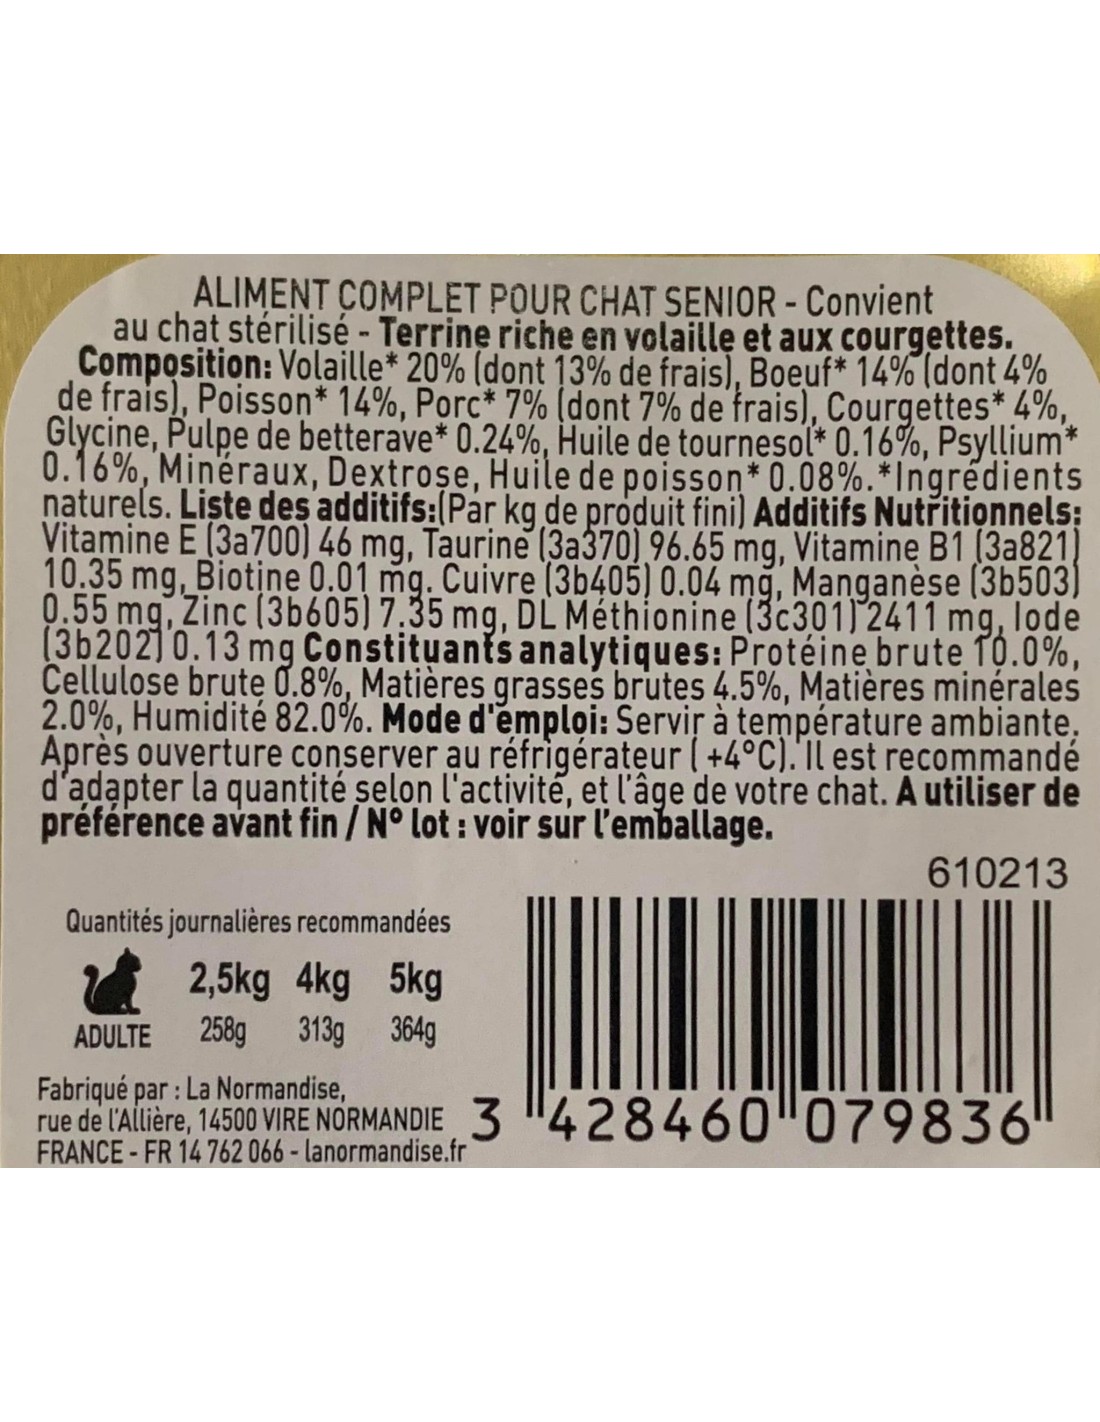 ALIMENT COMPLET POUR CHAT SENIOR - Convient
au chat stérilisé - Terrine riche en volaille et aux courgettes.
Composition: Volaille* 20% (dont 13% de frais), Boeuf* 14% (dont 4%
de frais), Poisson* 14%, Porc* 7% (dont 7% de frais), Courgettes* 4%,
Glycine, Pulpe de betterave* 0.24%, Huile de tournesol* 0.16%, Psyllium*
0.16%, Minéraux, Dextrose, Huile de poisson* 0.08%.*Ingrédients
naturels. Liste des additifs:(Par kg de produit fini) Additifs Nutritionnels:
Vitamine E (3a700) 46 mg, Taurine (3a370) 96.65 mg, Vitamine B1 (3a821)
10.35 mg, Biotine 0.01 mg. Cuivre (3b405) 0.04 mg, Manganèse (3b503)
0.55 mg, Zinc (3b605) 7.35 mg, DL Méthionine (3c301) 2411 mg, Iode
(3b202) 0.13 mg Constituants analytiques: Protéine brute 10.0%,
Cellulose brute 0.8%, Matières grasses brutes 4.5%, Matières minérales
2.0%, Humidité 82.0%. Mode d'emploi: Servir à température ambiante.
Après ouverture conserver au réfrigérateur ( +4°C). Il est recommandé
d'adapter la quantité selon l'activité, et l'âge de votre chat. A utiliser de
préférence avant fin / N° lot : voir sur l'emballage.
610213
Quantités journalières recommandées
2,5kg 4kg 5kg
ADULTE 258g 313g 364g
Fabriqué par : La Normandise,
rue de l'Allière, 14500 VIRE NORMANDIE
FRANCE - FR 14 762 066 - lanormandise.fr
3 428460 079836